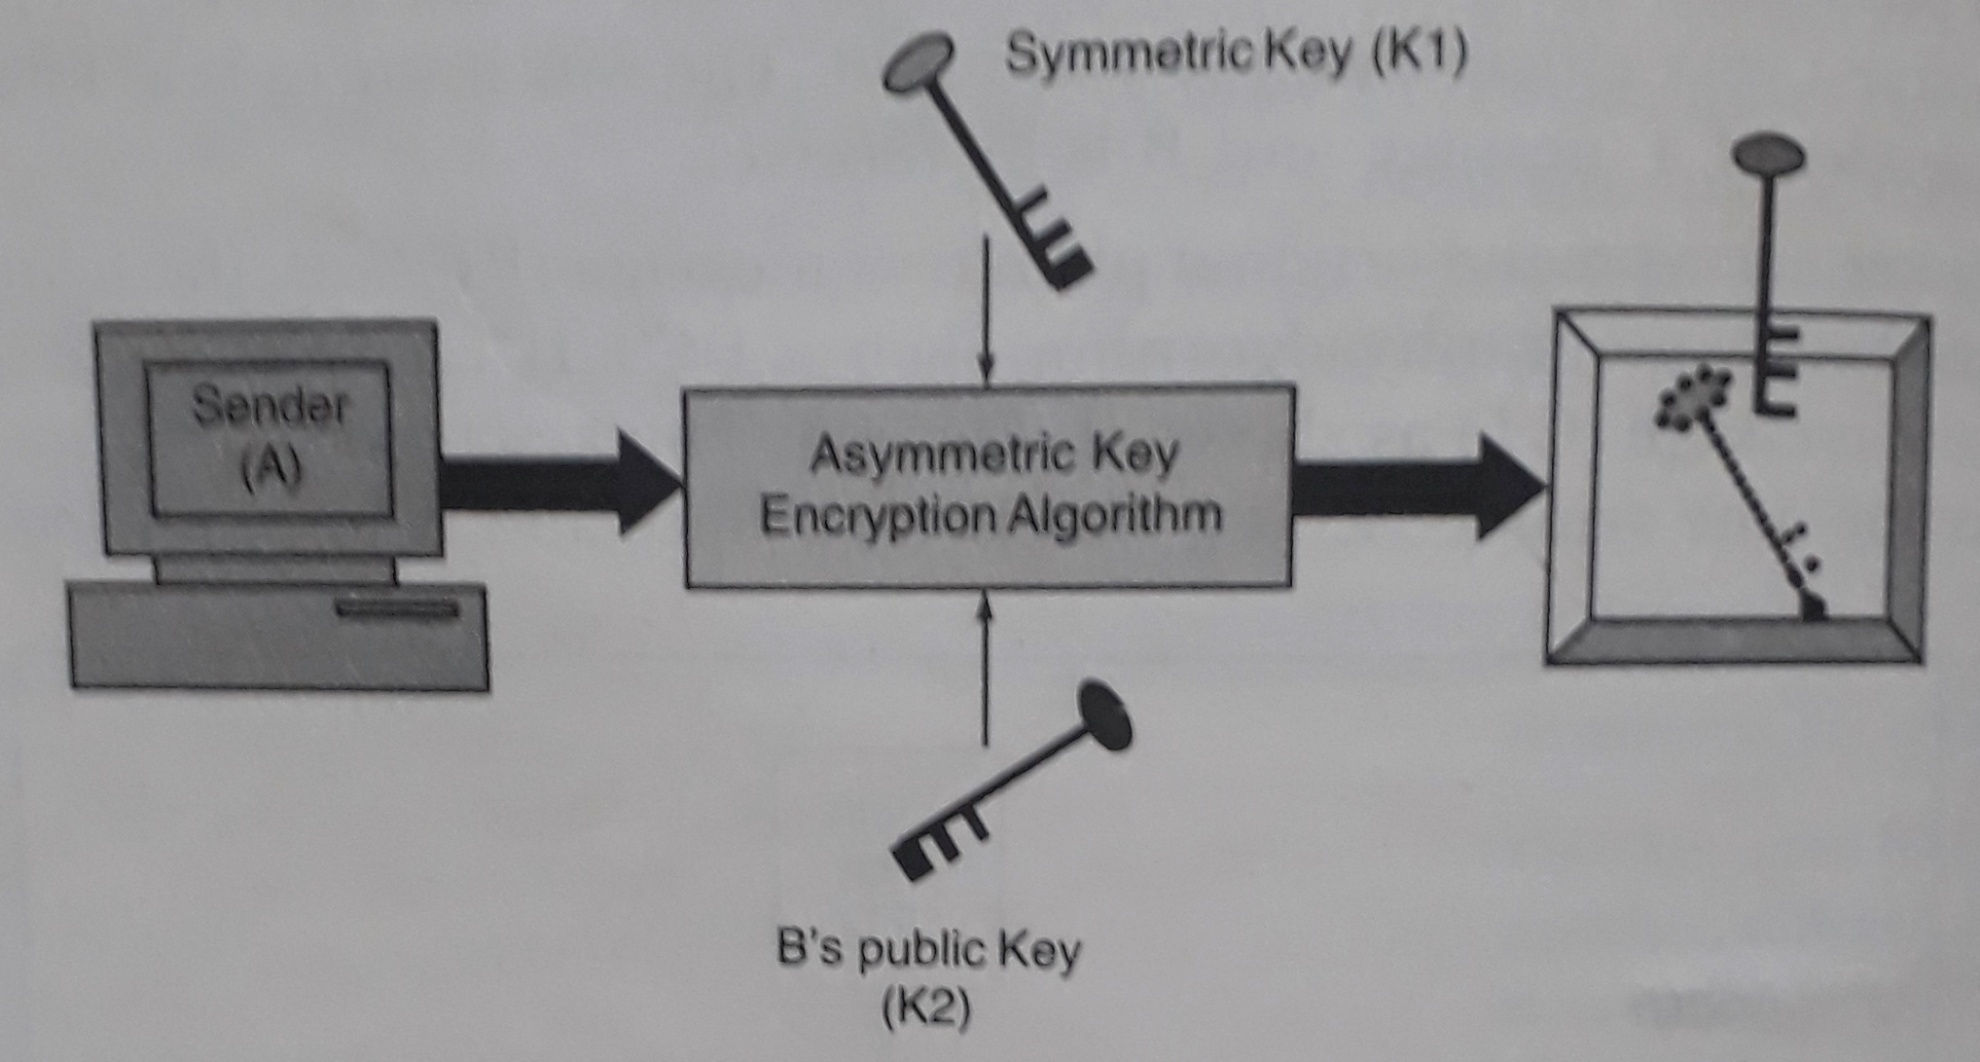 Symmetric Key (K1)
Sender
(A)
Asymmetric Key
Encryption Algorithm
B's public Key
(K2)